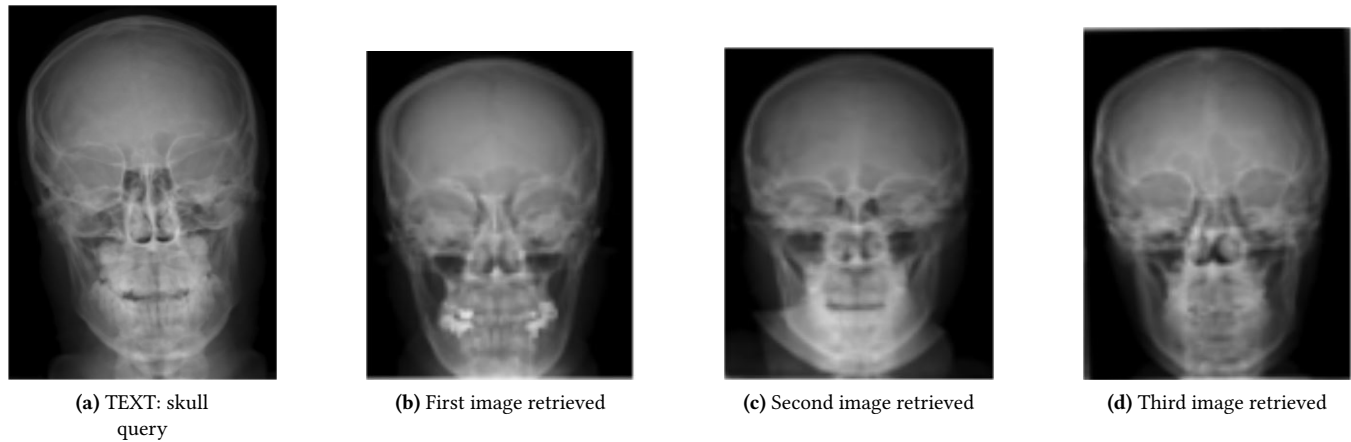 (a) TEXT: skull
query
(b) First image retrieved
(c) Second image retrieved
(d) Third image retrieved